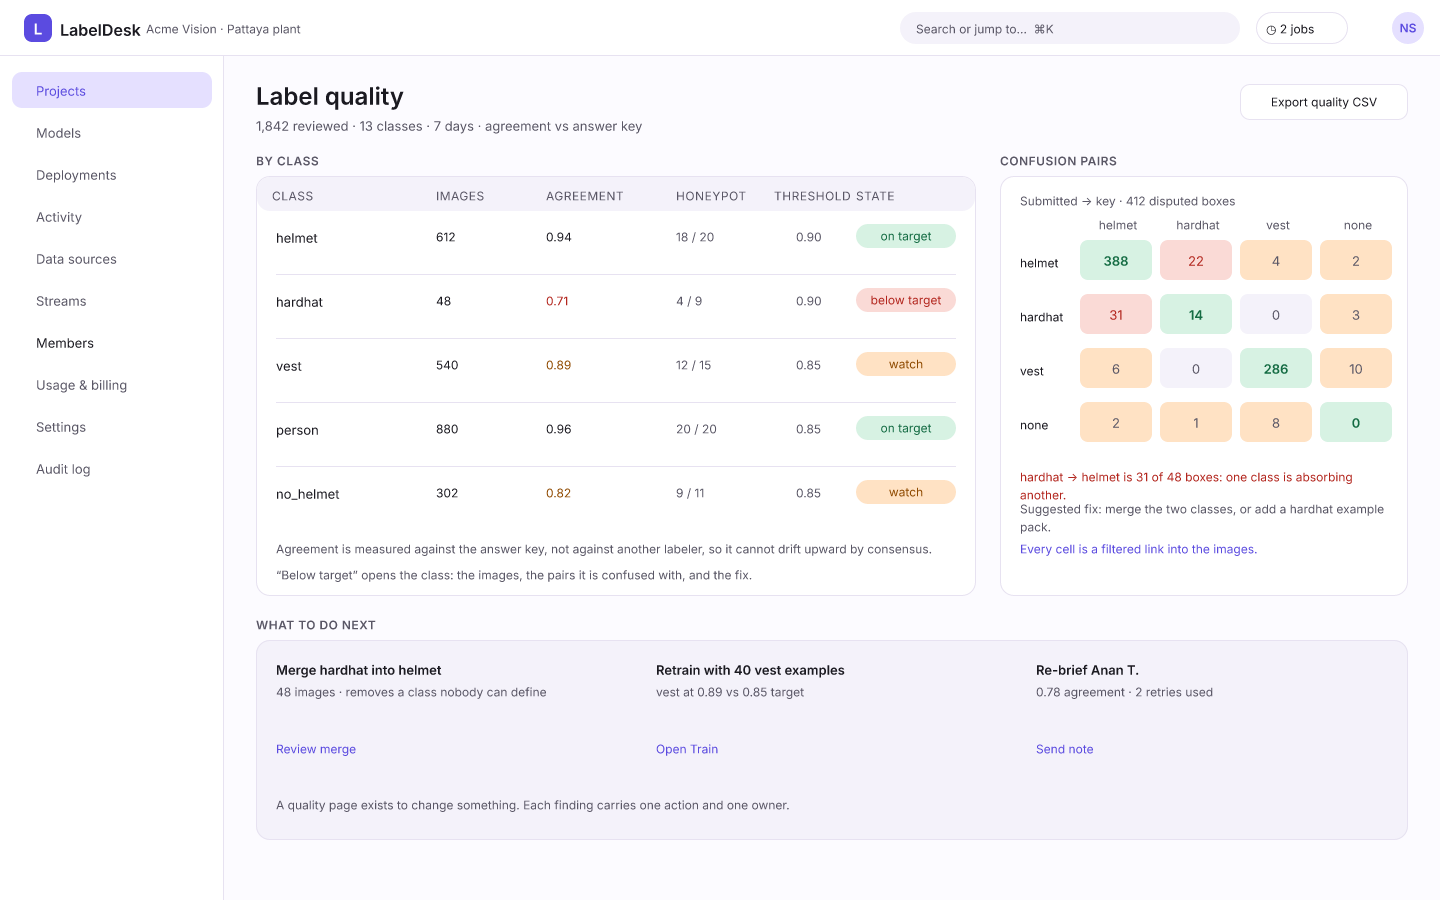 L LabelDesk Acme Vision · Pattaya plant
Search or jump to... ⌘K
◷ 2 jobs
NS
Projects
Models
Deployments
Activity
Data sources
Streams
Members
Usage & billing
Settings
Audit log
Label quality
1,842 reviewed · 13 classes · 7 days · agreement vs answer key
Export quality CSV
BY CLASS
CLASS IMAGES AGREEMENT HONEYPOT THRESHOLD STATE
helmet 612 0.94 18 / 20 0.90 on target
hardhat 48 0.71 4 / 9 0.90 below target
vest 540 0.89 12 / 15 0.85 watch
person 880 0.96 20 / 20 0.85 on target
no_helmet 302 0.82 9 / 11 0.85 watch
Agreement is measured against the answer key, not against another labeler, so it cannot drift upward by consensus.
“Below target” opens the class: the images, the pairs it is confused with, and the fix.
CONFUSION PAIRS
Submitted → key · 412 disputed boxes
helmet hardhat vest none
helmet 388 22 4 2
hardhat 31 14 0 3
vest 6 0 286 10
none 2 1 8 0
hardhat → helmet is 31 of 48 boxes: one class is absorbing
another.
Suggested fix: merge the two classes, or add a hardhat example
pack.
Every cell is a filtered link into the images.
WHAT TO DO NEXT
Merge hardhat into helmet
48 images · removes a class nobody can define
Review merge
Retrain with 40 vest examples
vest at 0.89 vs 0.85 target
Open Train
Re-brief Anan T.
0.78 agreement · 2 retries used
Send note
A quality page exists to change something. Each finding carries one action and one owner.